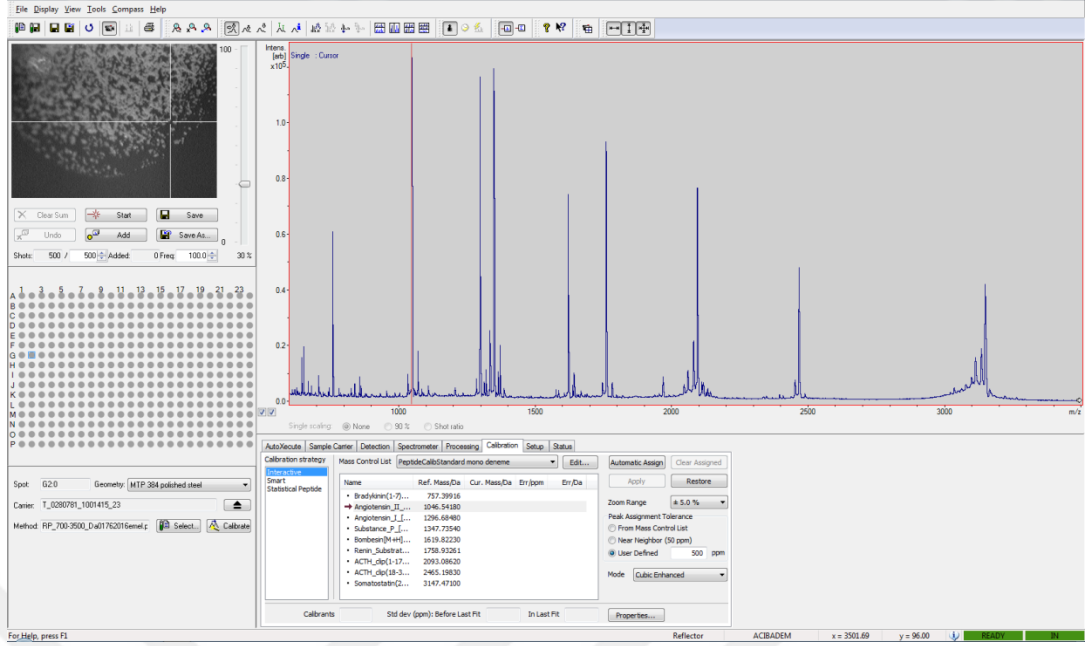 File Display View Tools Compass Help
100
0
Clear Sum Start Save
Undo Add Save As...
Shots: 500 / 500 Added: 0 Freq: 100.0 30 %
1 3 5 7 9 11 13 15 17 19 21 23
A
B
C
D
E
F
G
H
I
J
K
L
M
N
O
P
Spot: G2:0 Geometry: MTP 384 polished steel
Carrier: T_0280781_1001415_23
Method: RP_700-3500_Da01762016emel.p Select... Calibrate
Intens. [arb]
x10^5
Single : Cursor
1.0
0.8
0.6
0.4
0.2
0.0
1000 1500 2000 2500 3000 m/z
Single scaling None 90 % Shot ratio
AutoXecute Sample Carrier Detection Spectrometer Processing Calibration Setup Status
Calibration strategy
Interactive
Smart
Statistical Peptide
Mass Control List PeptideCalibStandard mono deneme Edit...
Name Ref. Mass/Da Cur. Mass/Da Err/ppm Err/Da
Bradykinin(1-7)... 757.39916
Angiotensin_II_... 1046.54180
Angiotensin_I_[... 1296.68480
Substance_P_[... 1347.73540
Bombesin[M+H]... 1619.82230
Renin_Substrat... 1758.93261
ACTH_clip(1-17... 2093.08620
ACTH_clip(18-3... 2465.19830
Somatostatin(2... 3147.47100
Calibrants Std dev (ppm): Before Last Fit In Last Fit
Automatic Assign Clear Assigned
Apply Restore
Zoom Range ± 5.0 %
Peak Assignment Tolerance
From Mass Control List
Near Neighbor (50 ppm)
User Defined 500 ppm
Mode Cubic Enhanced
Properties...
For Help, press F1 Reflector ACIBADEM x = 3501.69 y = 96.00 READY IN